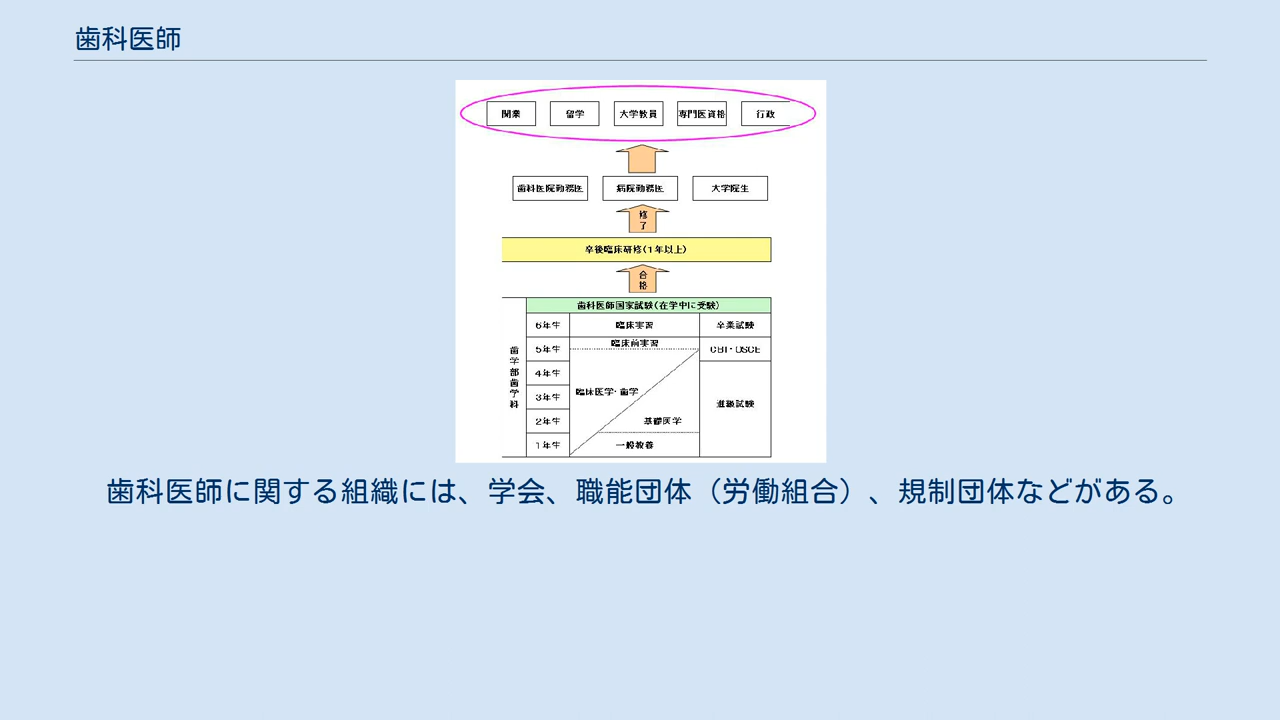 歯科医師
開業 留学 大学教員 専門医資格 行政
歯科医院勤務医 病院勤務医 大学院生
修了
卒後臨床研修(1年以上)
合格
歯科医師国家試験(在学中に受験)
歯学部歯学科
6年生 臨床実習 卒業試験
5年生 臨床前実習 CBT・OSCE
4年生
臨床医学・歯学
3年生 進級試験
2年生 基礎医学
1年生 一般教養
歯科医師に関する組織には、学会、職能団体（労働組合）、規制団体などがある。